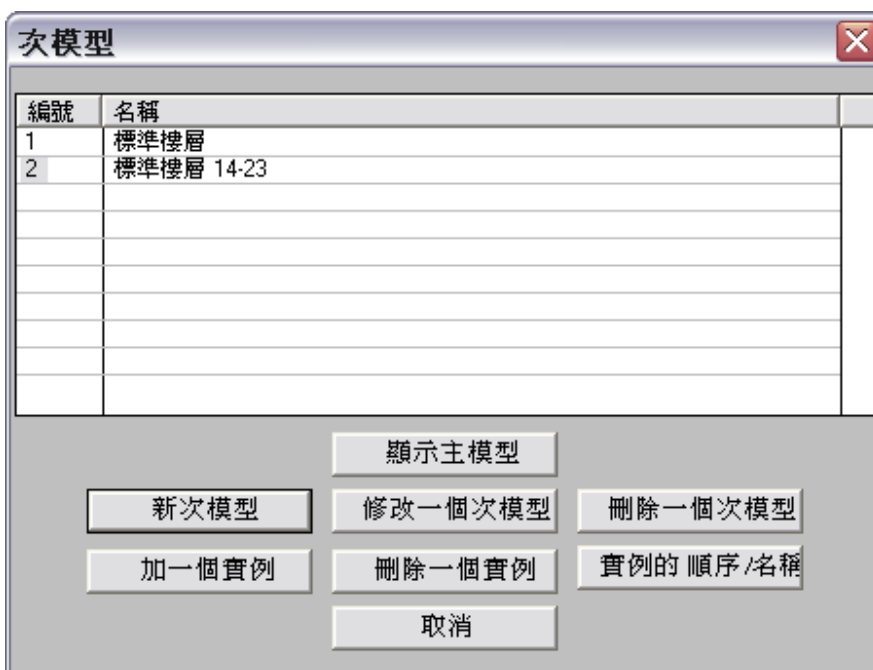 次模型
編號 名稱
1 標準樓層
2 標準樓層 14-23
顯示主模型
新次模型 修改一個次模型 刪除一個次模型
加一個實例 刪除一個實例 實例的 順序 /名稱
取消